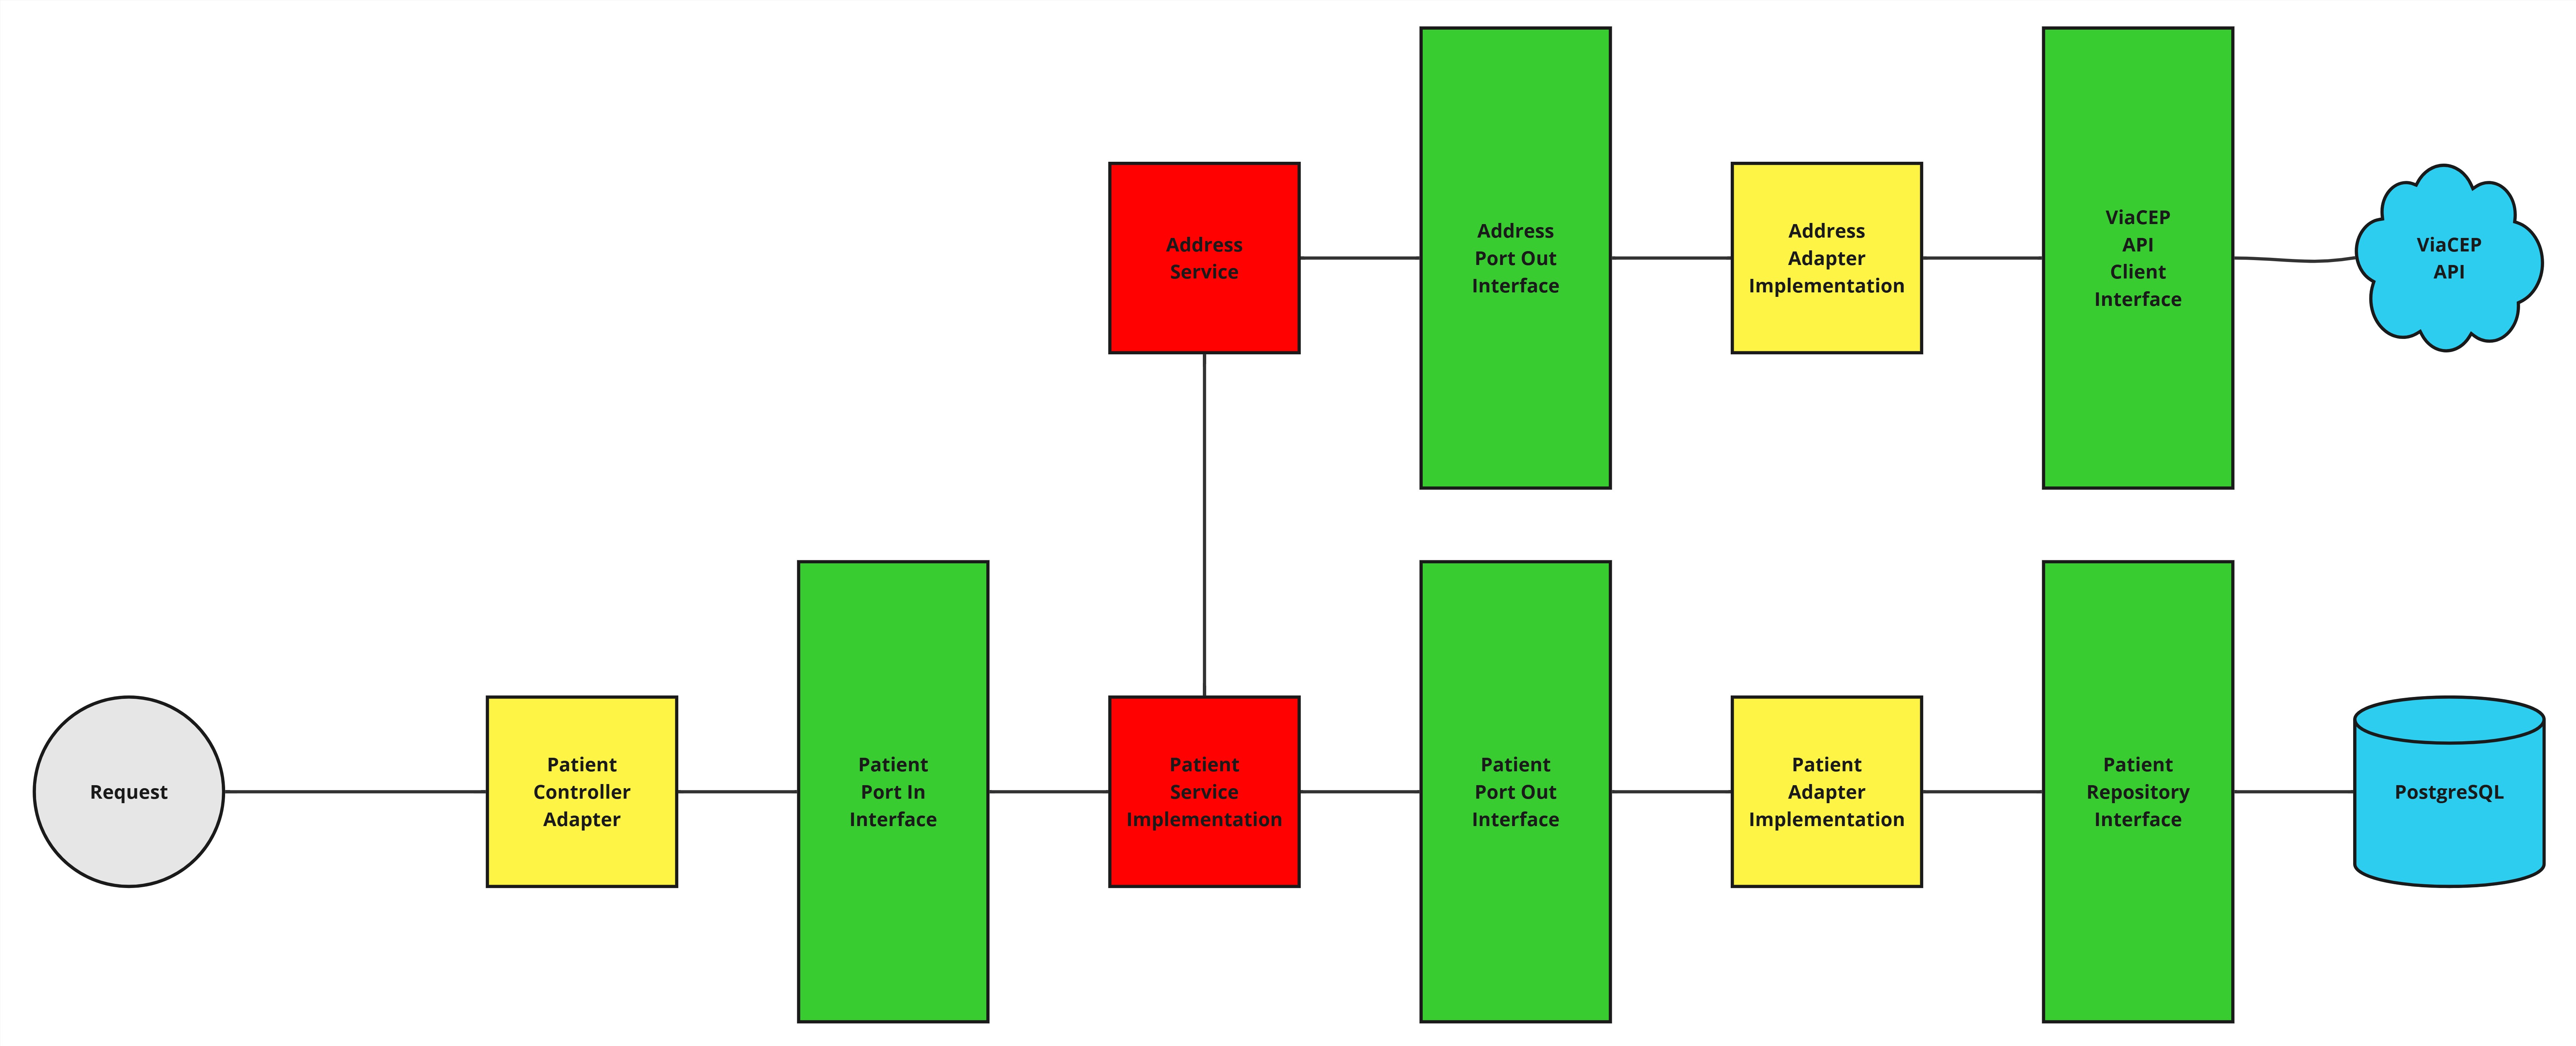 Address
Service
Address
Port Out
Interface
Address
Adapter
Implementation
ViaCEP
API
Client
Interface
ViaCEP
API
Request
Patient
Controller
Adapter
Patient
Port In
Interface
Patient
Service
Implementation
Patient
Port Out
Interface
Patient
Adapter
Implementation
Patient
Repository
Interface
PostgreSQL